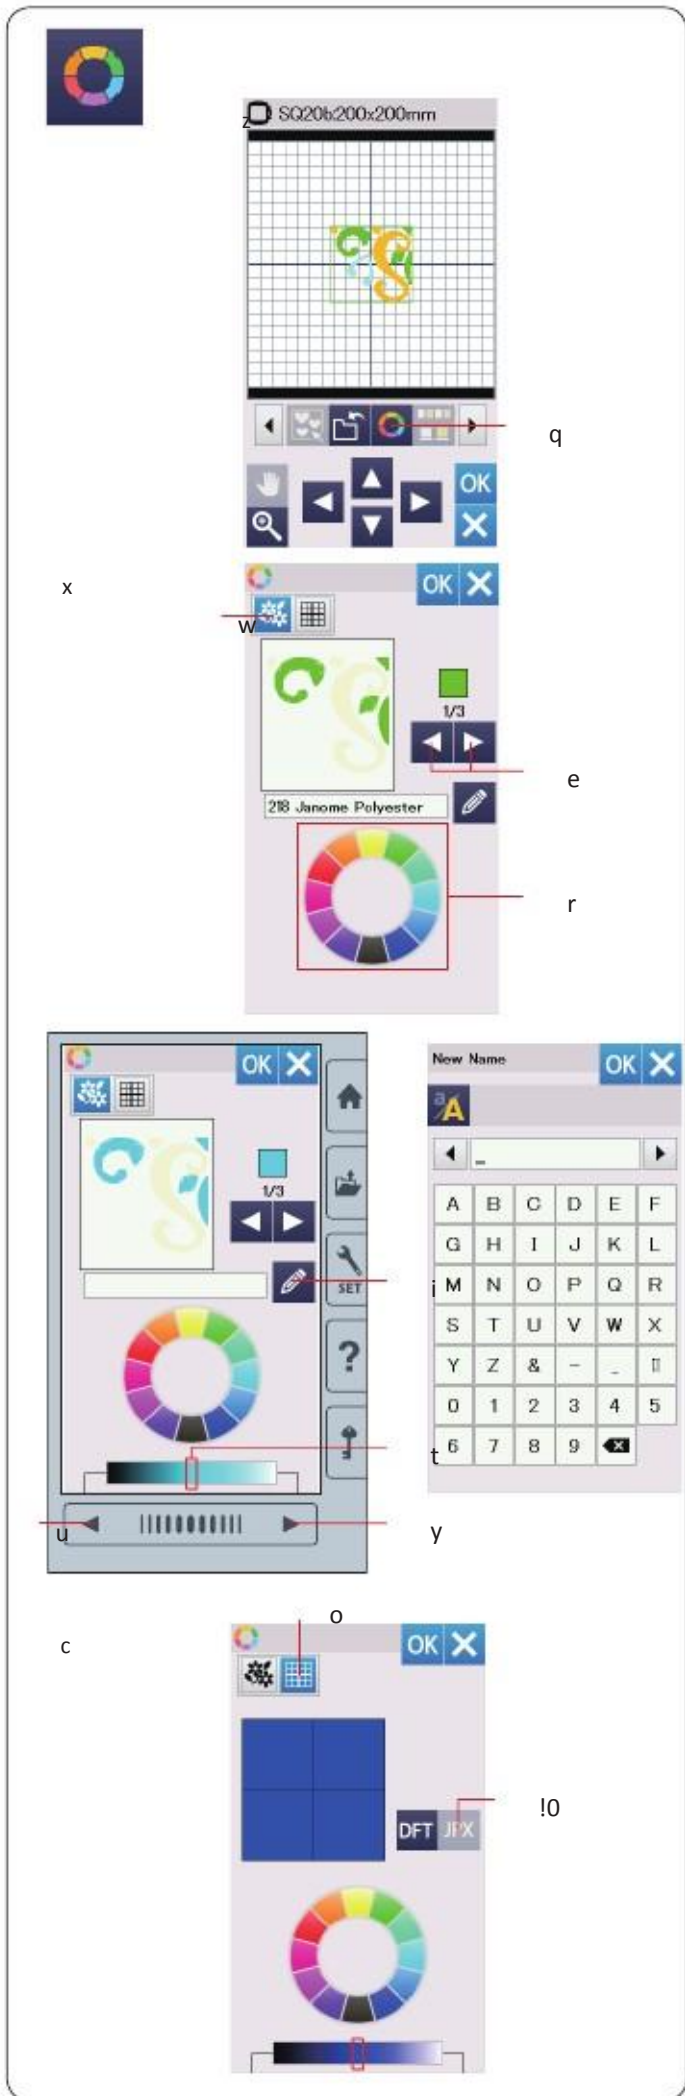 z SQ20b:200x200mm
q
OK
x
OK
w
1/3
e
218 Janome Polyester
r
OK
1/3
SET
?
u
y
New Name OK
a A
_
A B C D E F
G H I J K L
i M N O P Q R
S T U V W X
Y Z & - _ []
0 1 2 3 4 5
t 6 7 8 9
o
c
OK
!0
DFT JPX